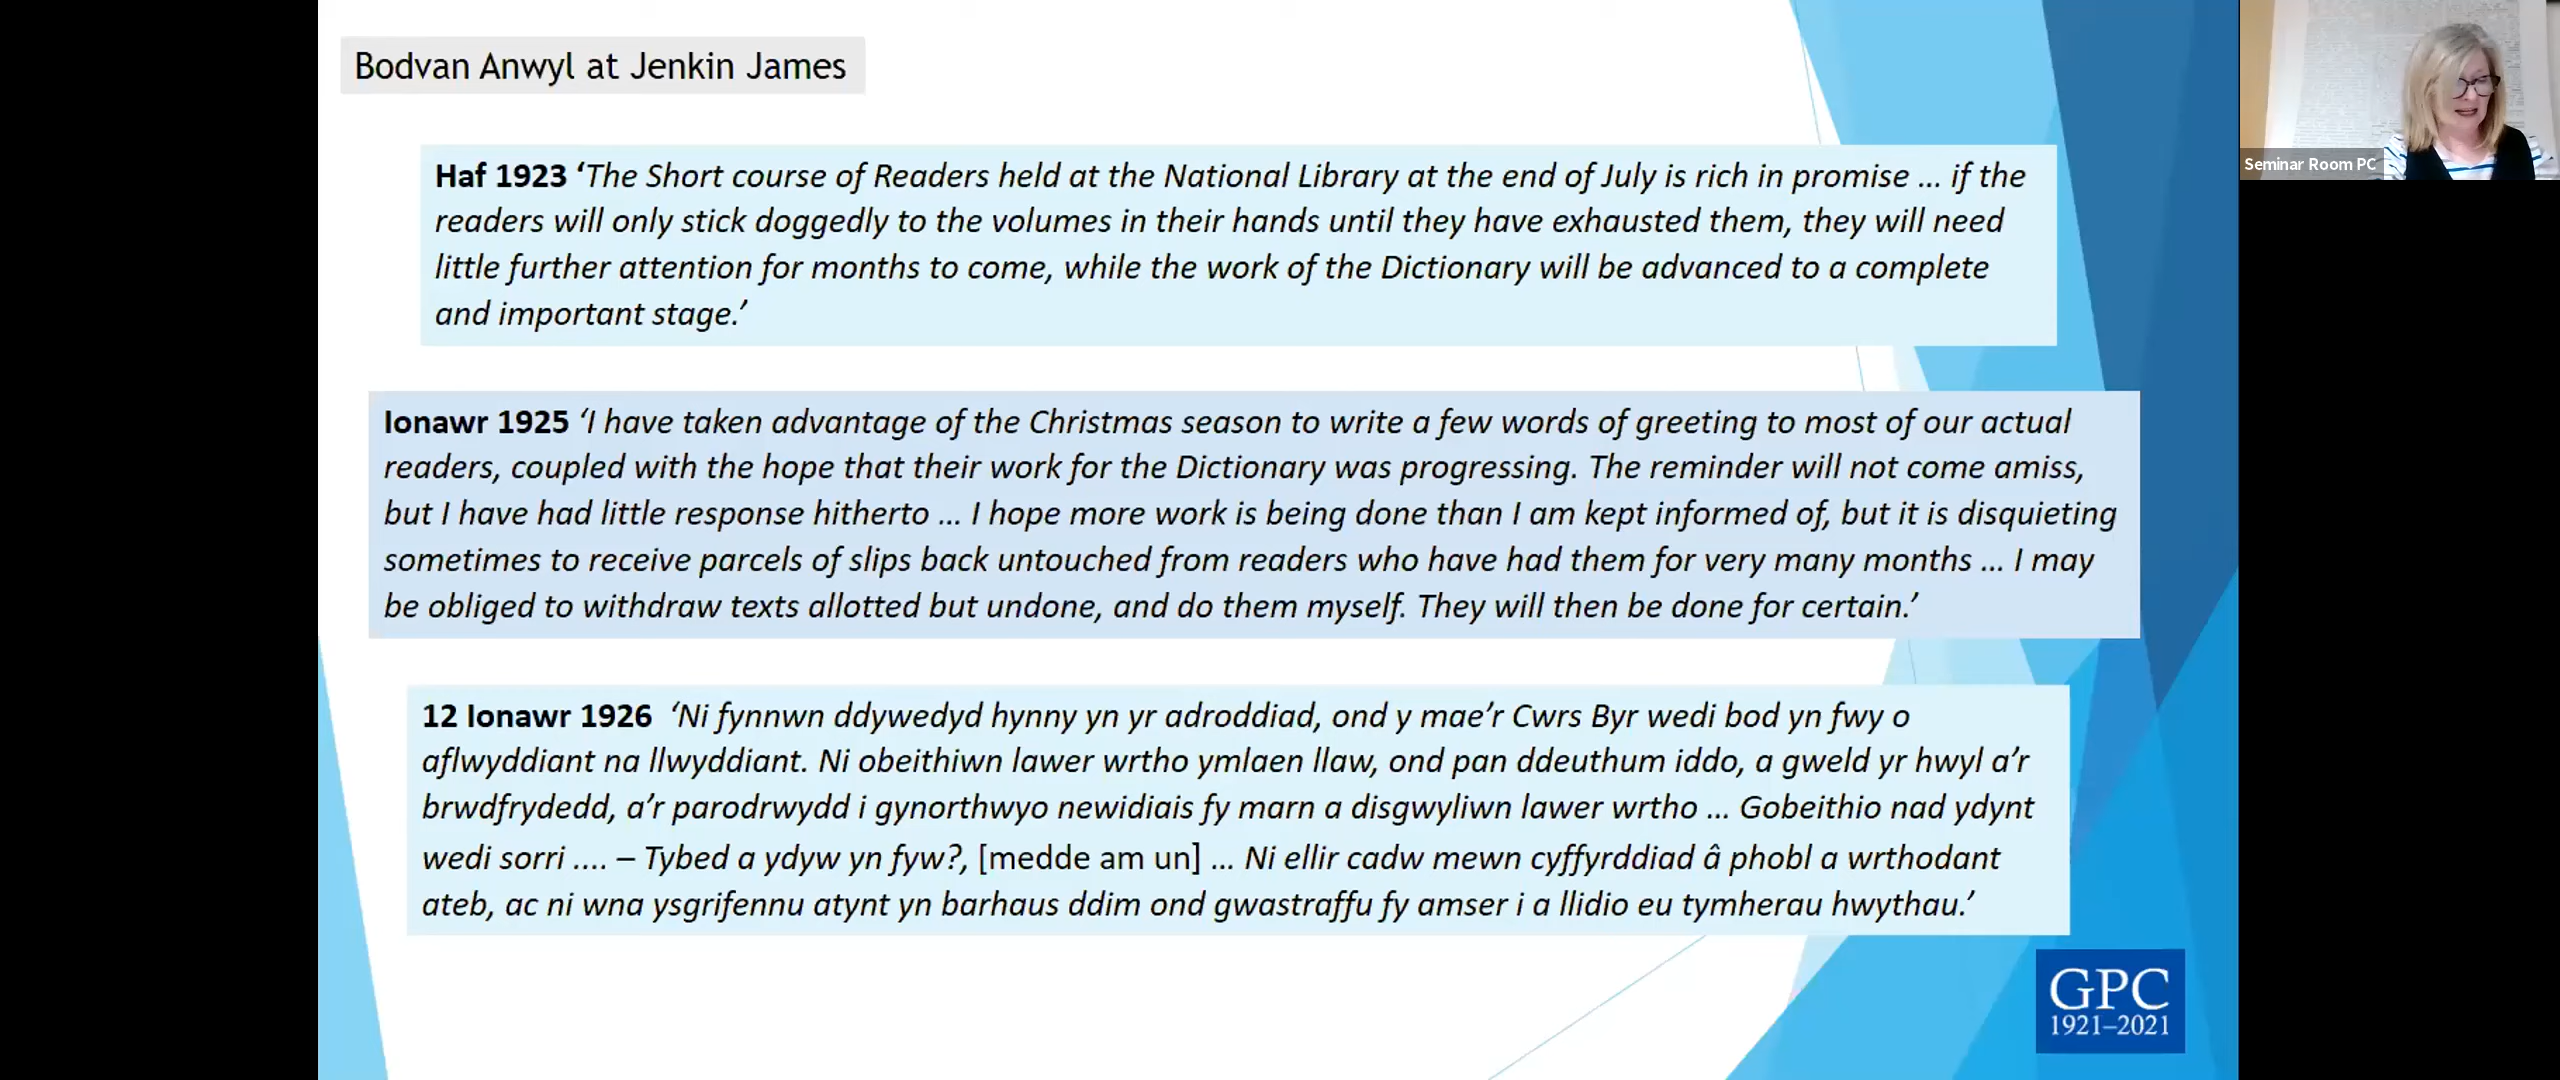 Bodvan Anwyl at Jenkin James
Haf 1923 ‘The Short course of Readers held at the National Library at the end of July is rich in promise ... if the
readers will only stick doggedly to the volumes in their hands until they have exhausted them, they will need
little further attention for months to come, while the work of the Dictionary will be advanced to a complete
and important stage.’
Ionawr 1925 ‘I have taken advantage of the Christmas season to write a few words of greeting to most of our actual
readers, coupled with the hope that their work for the Dictionary was progressing. The reminder will not come amiss,
but I have had little response hitherto ... I hope more work is being done than I am kept informed of, but it is disquieting
sometimes to receive parcels of slips back untouched from readers who have had them for very many months ... I may
be obliged to withdraw texts allotted but undone, and do them myself. They will then be done for certain.’
12 Ionawr 1926 ‘Ni fynnwn ddywedyd hynny yn yr adroddiad, ond y mae’r Cwrs Byr wedi bod yn fwy o
aflwyddiant na llwyddiant. Ni obeithiwn lawer wrtho ymlaen llaw, ond pan ddeuthum iddo, a gweld yr hwyl a’r
brwdfrydedd, a’r parodrwydd i gynorthwyo newidiais fy marn a disgwyliwn lawer wrtho ... Gobeithio nad ydynt
wedi sorri .... – Tybed a ydyw yn fyw?, [medde am un] ... Ni ellir cadw mewn cyffyrddiad â phobl a wrthodant
ateb, ac ni wna ysgrifennu atynt yn barhaus ddim ond gwastraffu fy amser i a llidio eu tymherau hwythau.’
GPC
1921–2021
Seminar Room PC